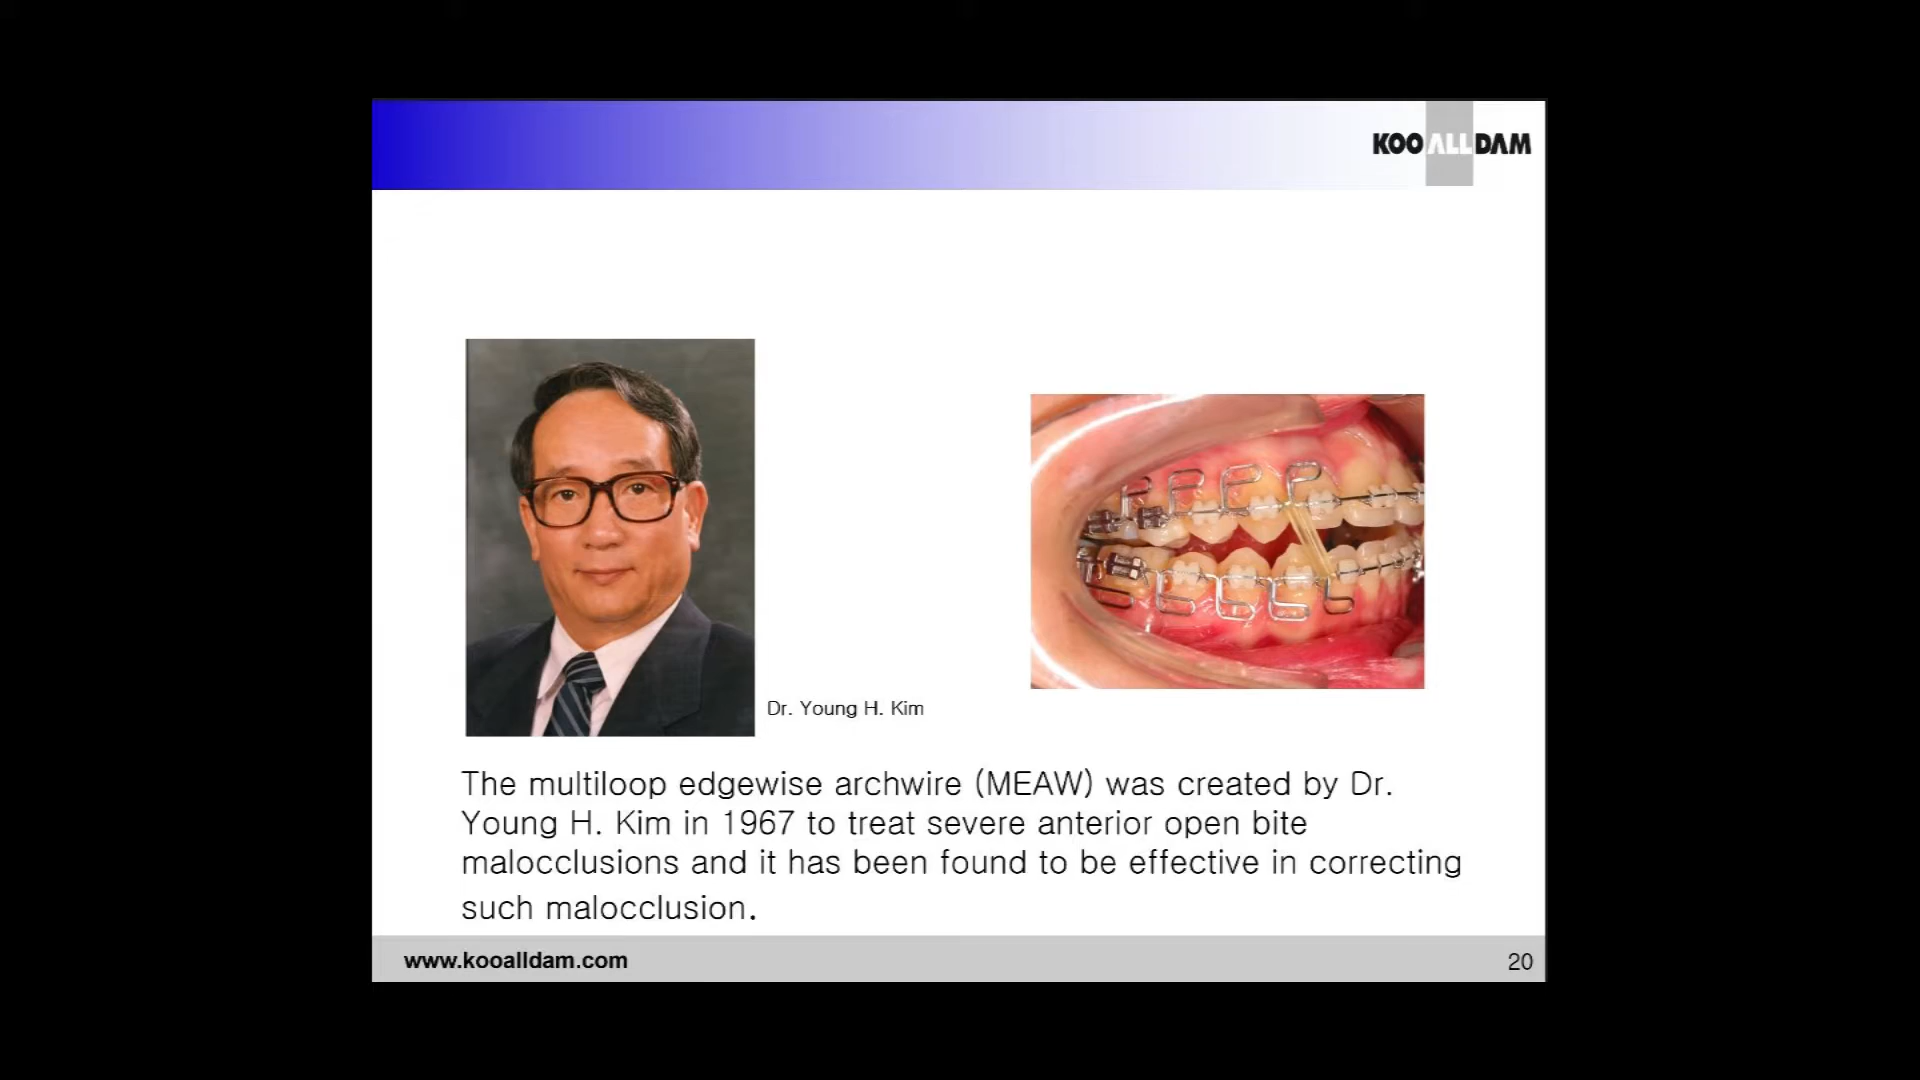 KOO ALL DAM
Dr. Young H. Kim
The multiloop edgewise archwire (MEAW) was created by Dr.
Young H. Kim in 1967 to treat severe anterior open bite
malocclusions and it has been found to be effective in correcting
such malocclusion.
www.kooalldam.com
20